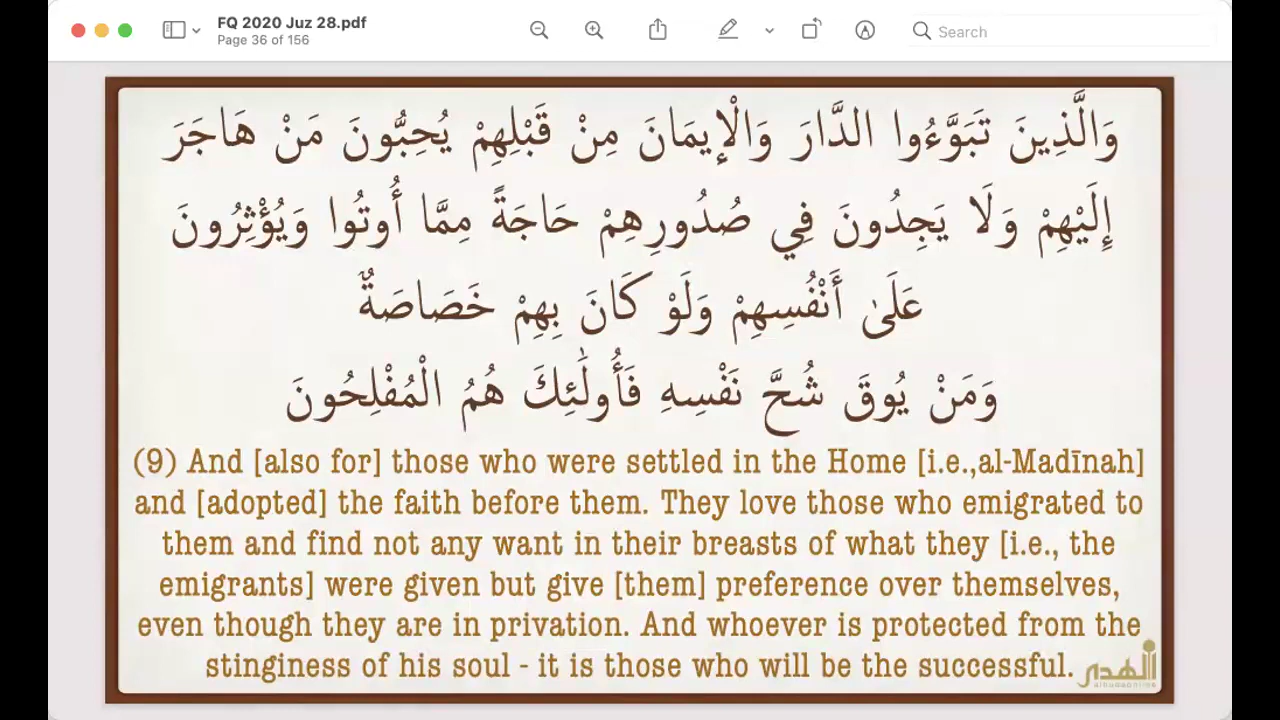 FQ 2020 Juz 28.pdf
Page 36 of 156
Search
وَالَّذِينَ تَبَوَّءُوا الدَّارَ وَالْإِيمَانَ مِنْ قَبْلِهِمْ يُحِبُّونَ مَنْ هَاجَرَ
إِلَيْهِمْ وَلَا يَجِدُونَ فِي صُدُورِهِمْ حَاجَةً مِمَّا أُوتُوا وَيُؤْثِرُونَ
عَلَىٰ أَنْفُسِهِمْ وَلَوْ كَانَ بِهِمْ خَصَاصَةٌ
وَمَنْ يُوقَ شُحَّ نَفْسِهِ فَأُولَٰئِكَ هُمُ الْمُفْلِحُونَ
(9) And [also for] those who were settled in the Home [i.e.,al-Madīnah]
and [adopted] the faith before them. They love those who emigrated to
them and find not any want in their breasts of what they [i.e., the
emigrants] were given but give [them] preference over themselves,
even though they are in privation. And whoever is protected from the
stinginess of his soul - it is those who will be the successful.
الهدى
alhudaonline